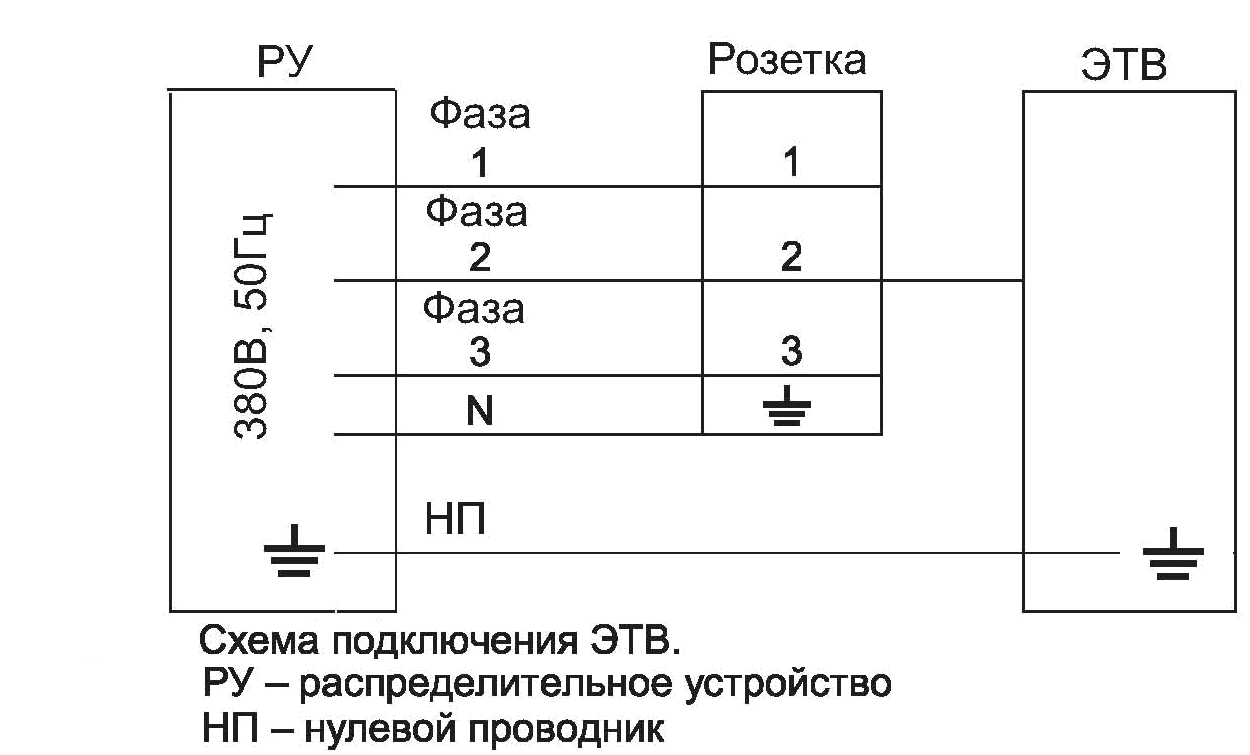 РУ
Розетка
ЭТВ
Фаза
1
1
Фаза
2
2
Фаза
3
3
N
380В, 50Гц
НП
Схема подключения ЭТВ.
РУ – распределительное устройство
НП – нулевой проводник